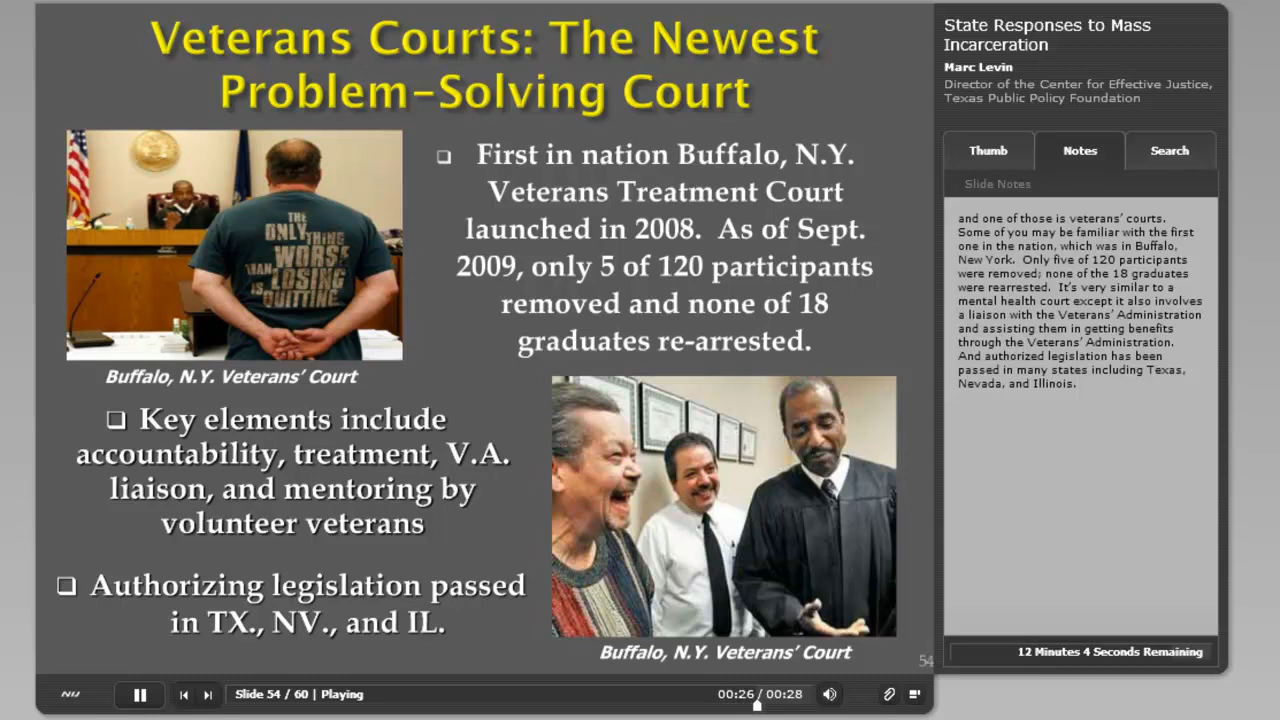 Veterans Courts: The Newest
Problem-Solving Court
THE
ONLY
THING
WORSE
THAN
LOSING
IS
QUITTING
Buffalo, N.Y. Veterans' Court
First in nation Buffalo, N.Y.
Veterans Treatment Court
launched in 2008. As of Sept.
2009, only 5 of 120 participants
removed and none of 18
graduates re-arrested.
Key elements include
accountability, treatment, V.A.
liaison, and mentoring by
volunteer veterans
Authorizing legislation passed
in TX., NV., and IL.
Buffalo, N.Y. Veterans' Court
54
State Responses to Mass
Incarceration
Marc Levin
Director of the Center for Effective Justice,
Texas Public Policy Foundation
Thumb Notes Search
Slide Notes
and one of those is veterans' courts.
Some of you may be familiar with the first
one in the nation, which was in Buffalo,
New York. Only five of 120 participants
were removed; none of the 18 graduates
were rearrested. It's very similar to a
mental health court except it also involves
a liaison with the Veterans' Administration
and assisting them in getting benefits
through the Veterans' Administration.
And authorized legislation has been
passed in many states including Texas,
Nevada, and Illinois.
12 Minutes 4 Seconds Remaining
NIJ
Slide 54 / 60 | Playing
00:26 / 00:28